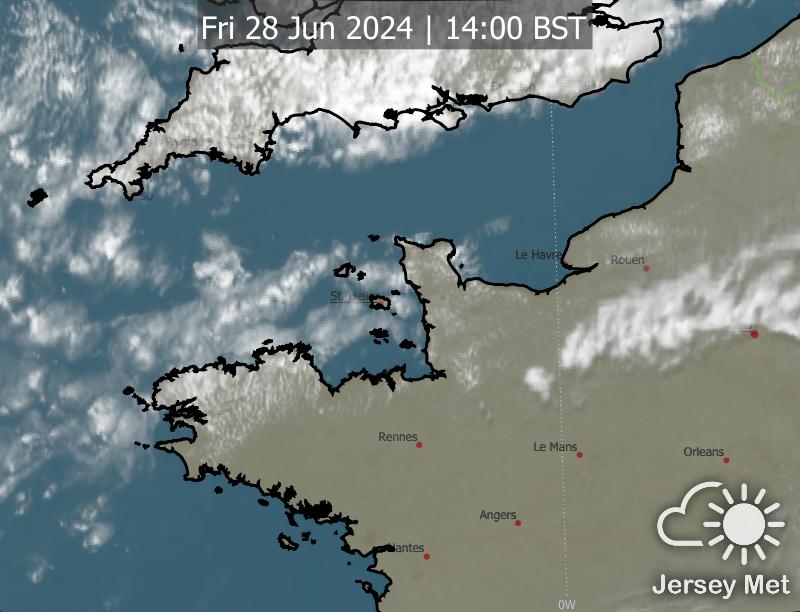 Fri 28 Jun 2024 | 14:00 BST
50
Le Havre
Rouen
St. Helier
Rennes
Le Mans
Orleans
Angers
Nantes
Jersey Met
0W